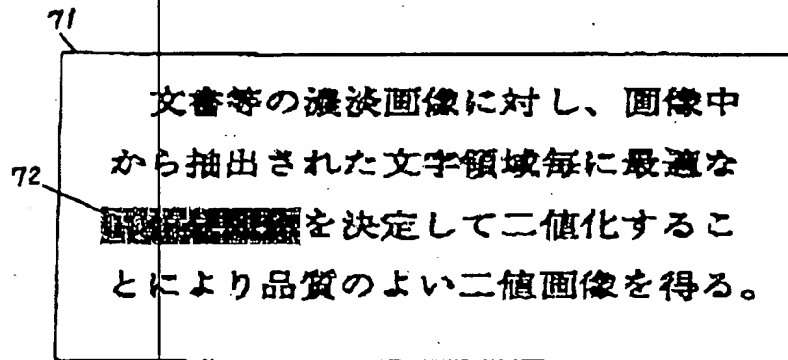 71
文書等の濃淡画像に対し、画像中
から抽出された文字領域毎に最適な
72
を決定して二値化するこ
とにより品質のよい二値画像を得る。